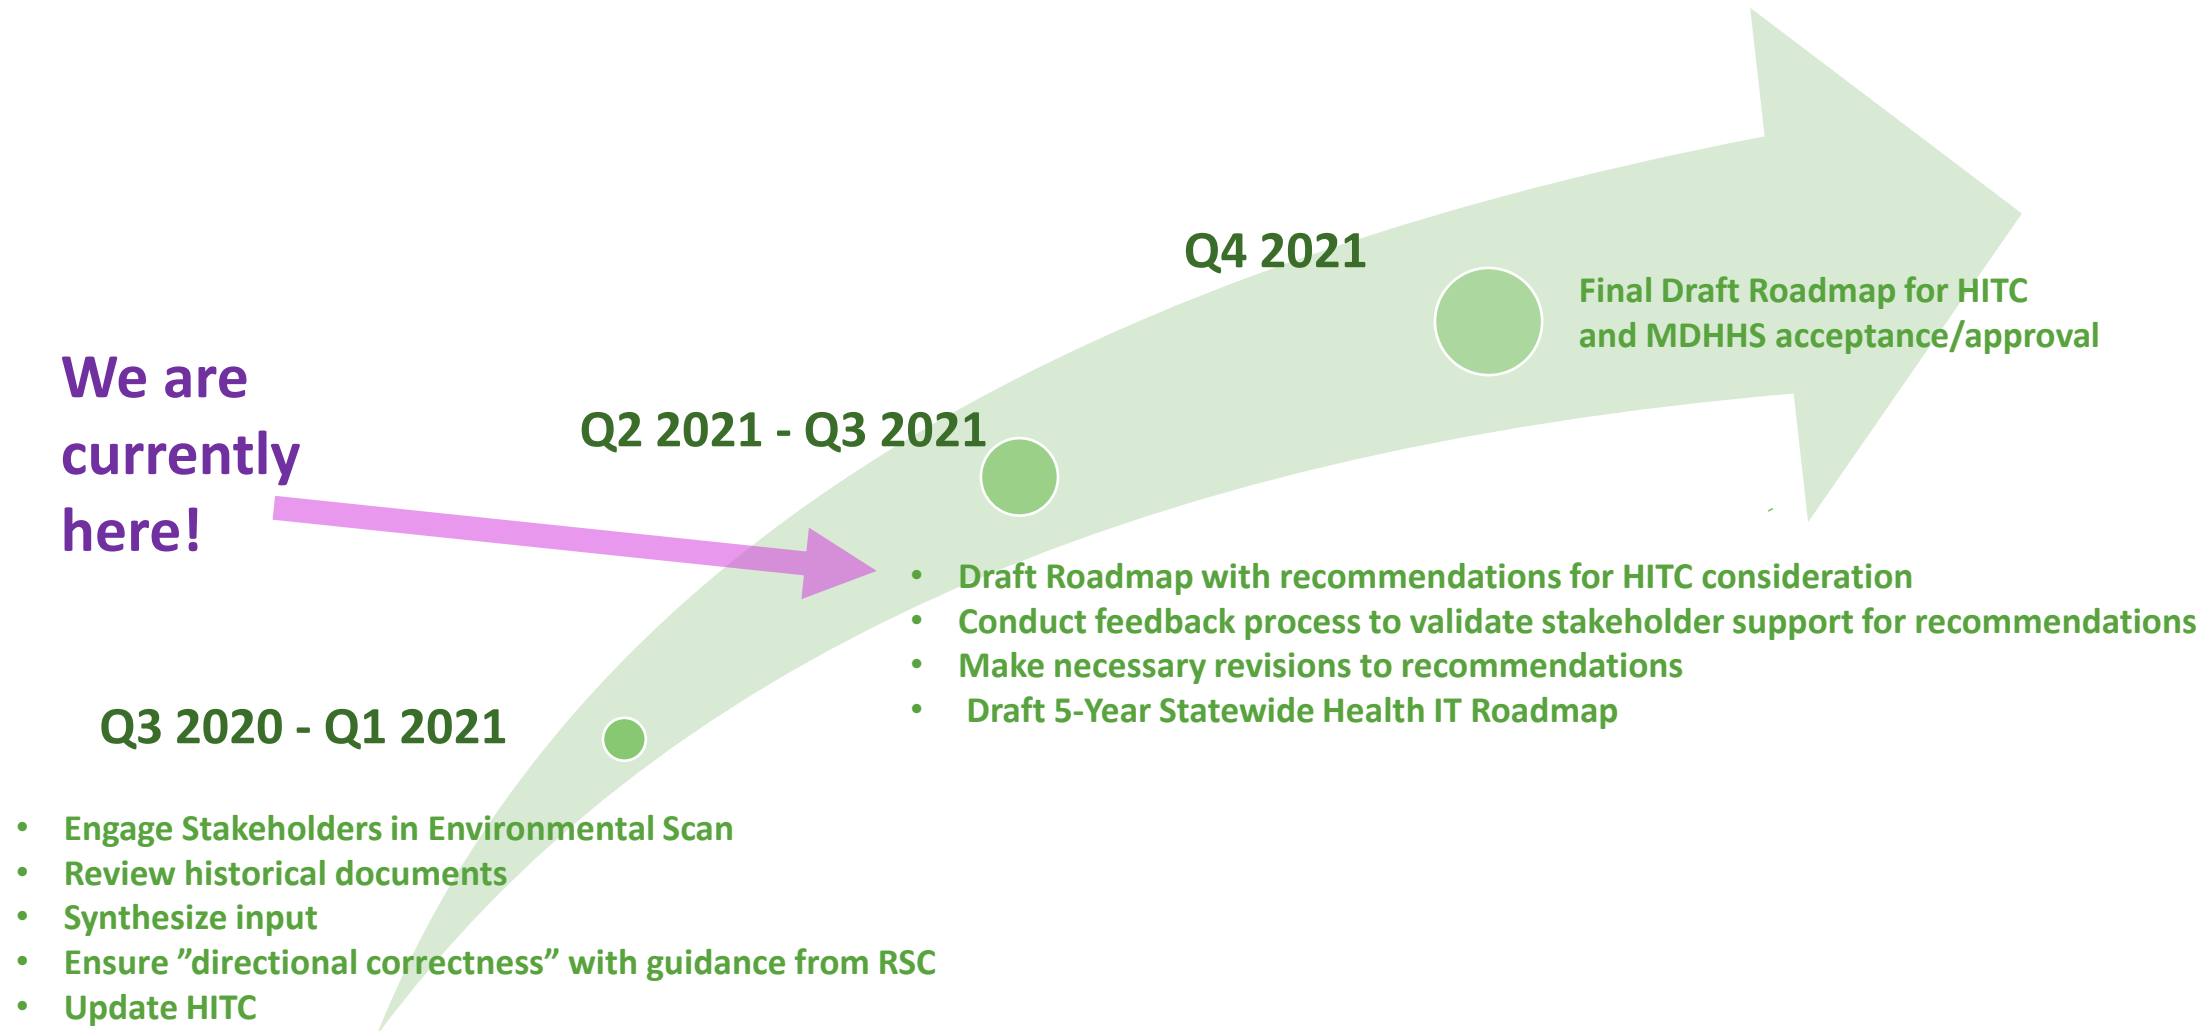 Q4 2021
Final Draft Roadmap for HITC
and MDHHS acceptance/approval
We are
currently
here!
Q2 2021 - Q3 2021
• Draft Roadmap with recommendations for HITC consideration
• Conduct feedback process to validate stakeholder support for recommendations
• Make necessary revisions to recommendations
• Draft 5-Year Statewide Health IT Roadmap
Q3 2020 - Q1 2021
• Engage Stakeholders in Environmental Scan
• Review historical documents
• Synthesize input
• Ensure ”directional correctness” with guidance from RSC
• Update HITC